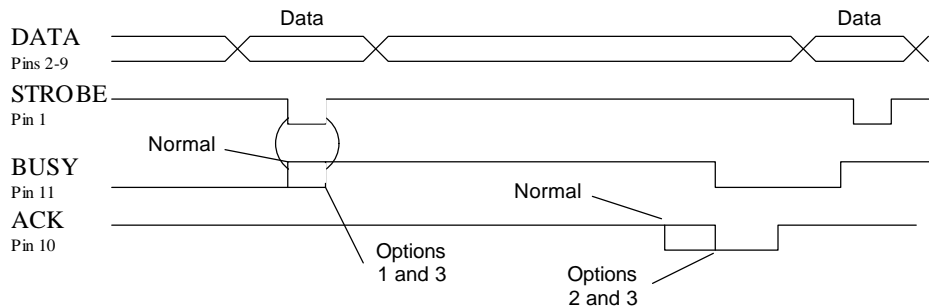 Data
Data
DATA
Pins 2-9
STROBE
Pin 1
Normal
BUSY
Pin 11
Normal
ACK
Pin 10
Options
1 and 3
Options
2 and 3